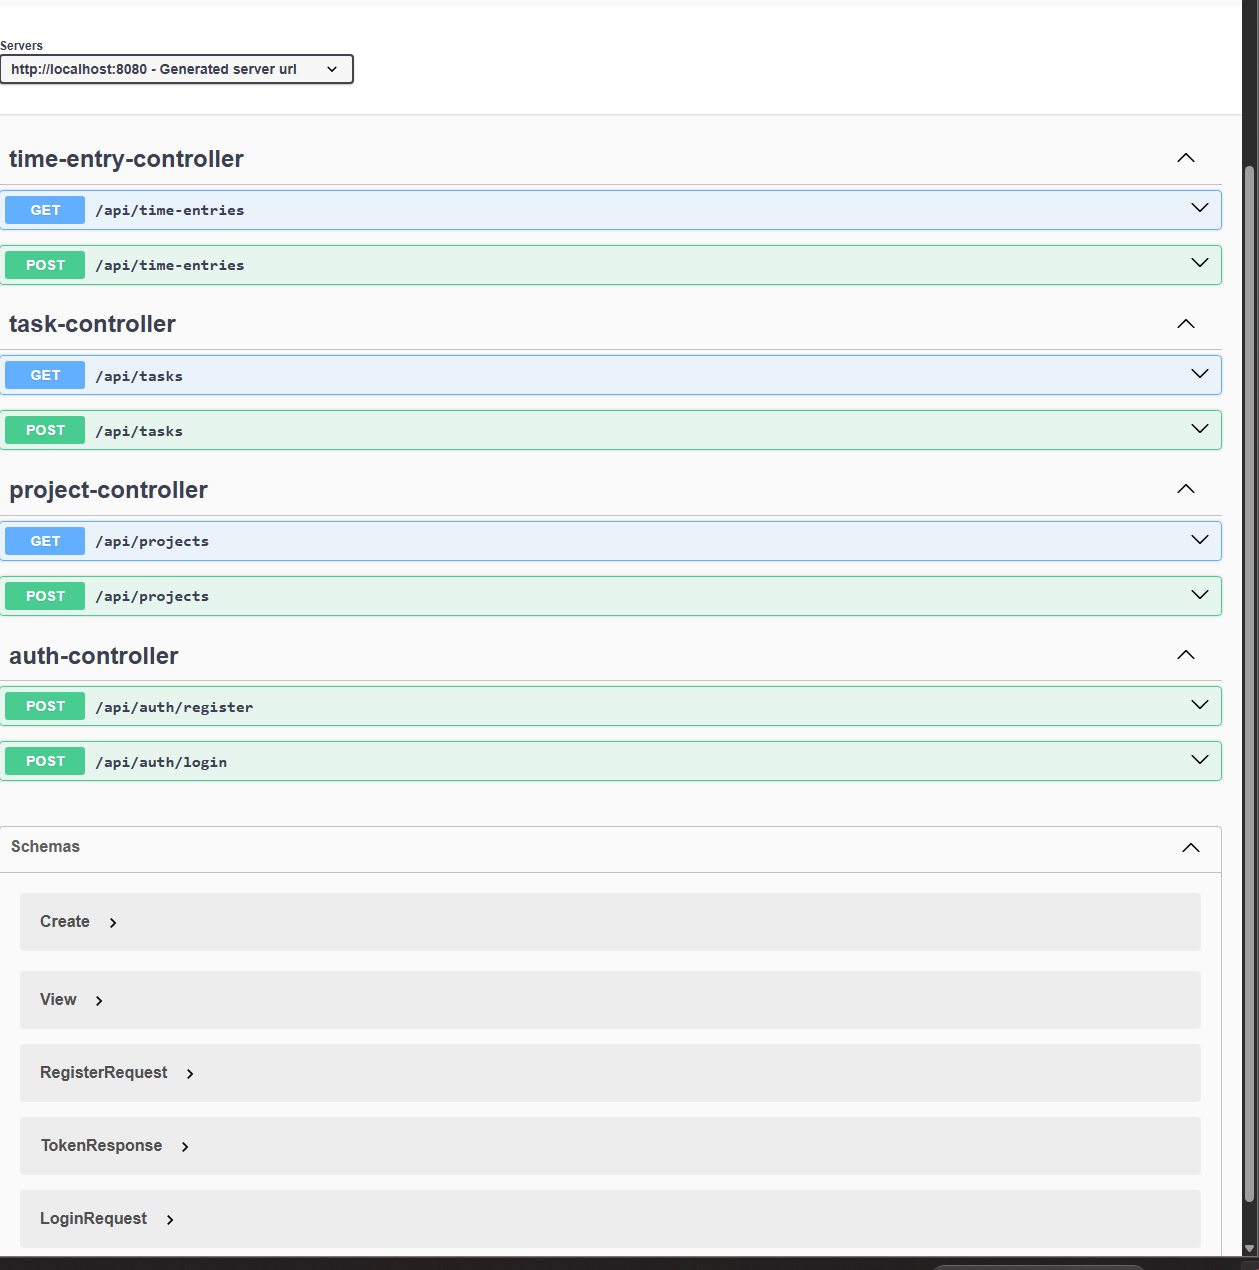 Servers
http://localhost:8080 - Generated server url
time-entry-controller
GET /api/time-entries
POST /api/time-entries
task-controller
GET /api/tasks
POST /api/tasks
project-controller
GET /api/projects
POST /api/projects
auth-controller
POST /api/auth/register
POST /api/auth/login
Schemas
Create
View
RegisterRequest
TokenResponse
LoginRequest